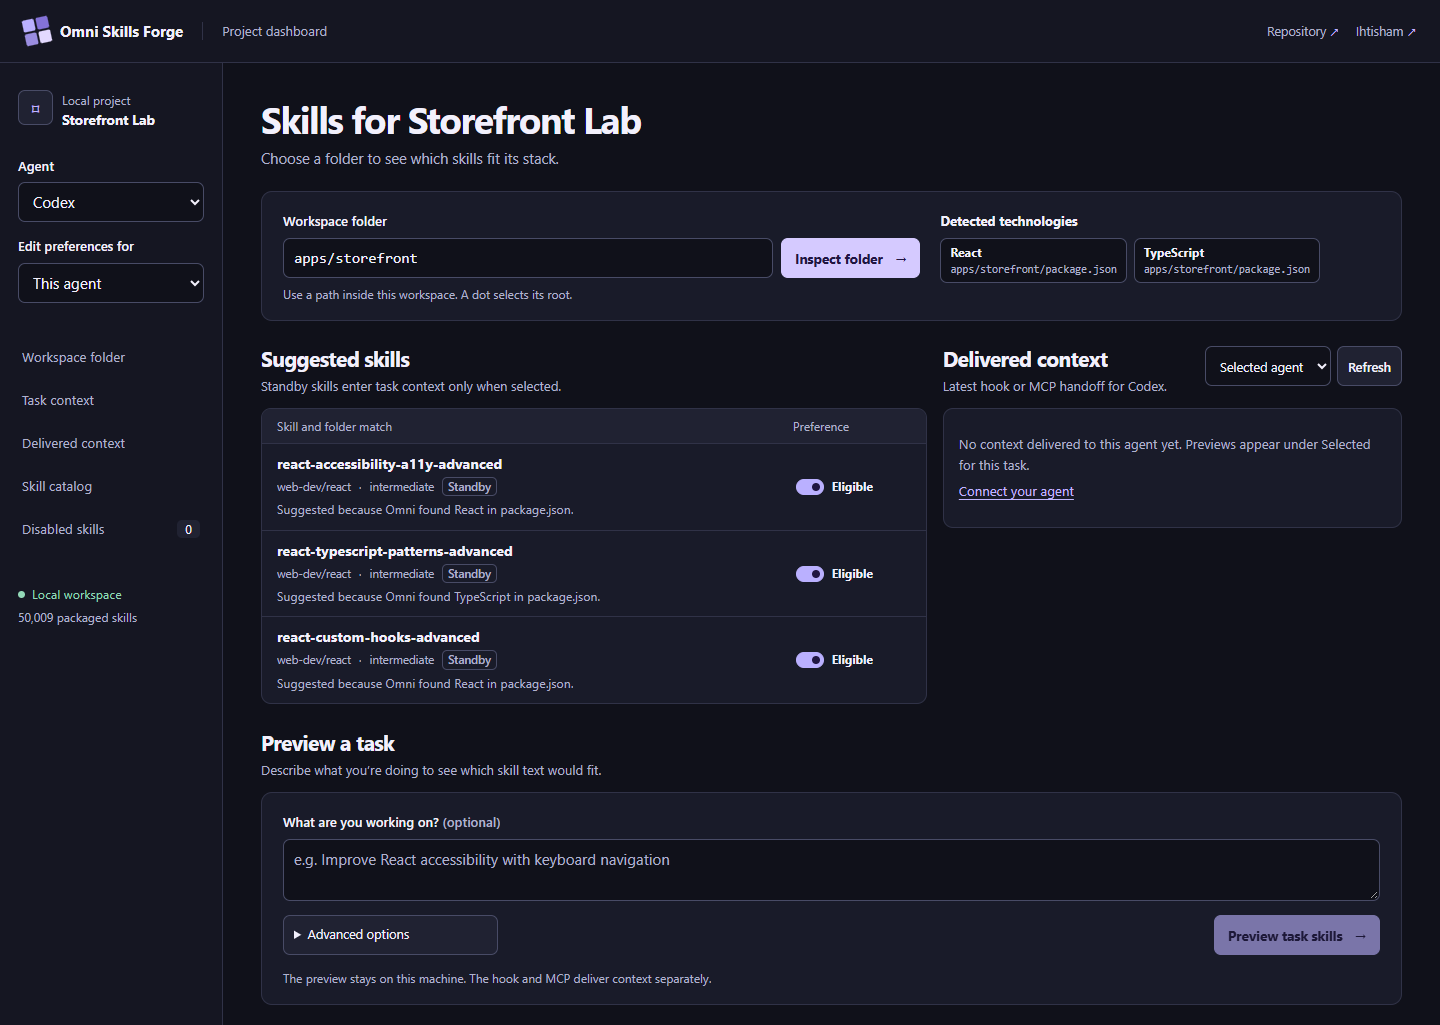 Omni Skills Forge
Project dashboard
Repository ↗
Ihtisham ↗
Local project
Storefront Lab
Agent
Codex
Edit preferences for
This agent
Workspace folder
Task context
Delivered context
Skill catalog
Disabled skills 0
Local workspace
50,009 packaged skills
Skills for Storefront Lab
Choose a folder to see which skills fit its stack.
Workspace folder
apps/storefront
Inspect folder →
Use a path inside this workspace. A dot selects its root.
Detected technologies
React
apps/storefront/package.json
TypeScript
apps/storefront/package.json
Suggested skills
Standby skills enter task context only when selected.
Skill and folder match
Preference
react-accessibility-a11y-advanced
web-dev/react · intermediate Standby
Suggested because Omni found React in package.json.
Eligible
react-typescript-patterns-advanced
web-dev/react · intermediate Standby
Suggested because Omni found TypeScript in package.json.
Eligible
react-custom-hooks-advanced
web-dev/react · intermediate Standby
Suggested because Omni found React in package.json.
Eligible
Delivered context
Latest hook or MCP handoff for Codex.
Selected agent
Refresh
No context delivered to this agent yet. Previews appear under Selected
for this task.
Connect your agent
Preview a task
Describe what you're doing to see which skill text would fit.
What are you working on? (optional)
e.g. Improve React accessibility with keyboard navigation
Advanced options
Preview task skills →
The preview stays on this machine. The hook and MCP deliver context separately.